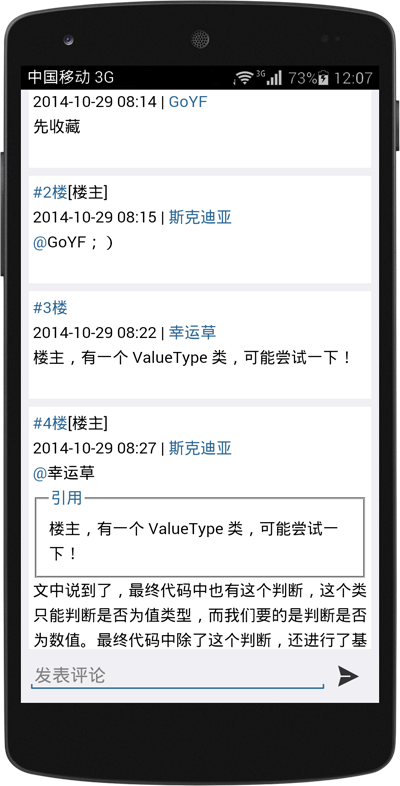 中国移动 3G 3G 73% 12:07
2014-10-29 08:14 | GoYF
先收藏
#2楼[楼主]
2014-10-29 08:15 | 斯克迪亚
@GoYF；）
#3楼
2014-10-29 08:22 | 幸运草
楼主，有一个 ValueType 类，可能尝试一下！
#4楼[楼主]
2014-10-29 08:27 | 斯克迪亚
@幸运草
引用
楼主，有一个 ValueType 类，可能尝试一
下！
文中说到了，最终代码中也有这个判断，这个类
只能判断是否为值类型，而我们要的是判断是否
为数值。最终代码中除了这个判断，还进行了基
发表评论